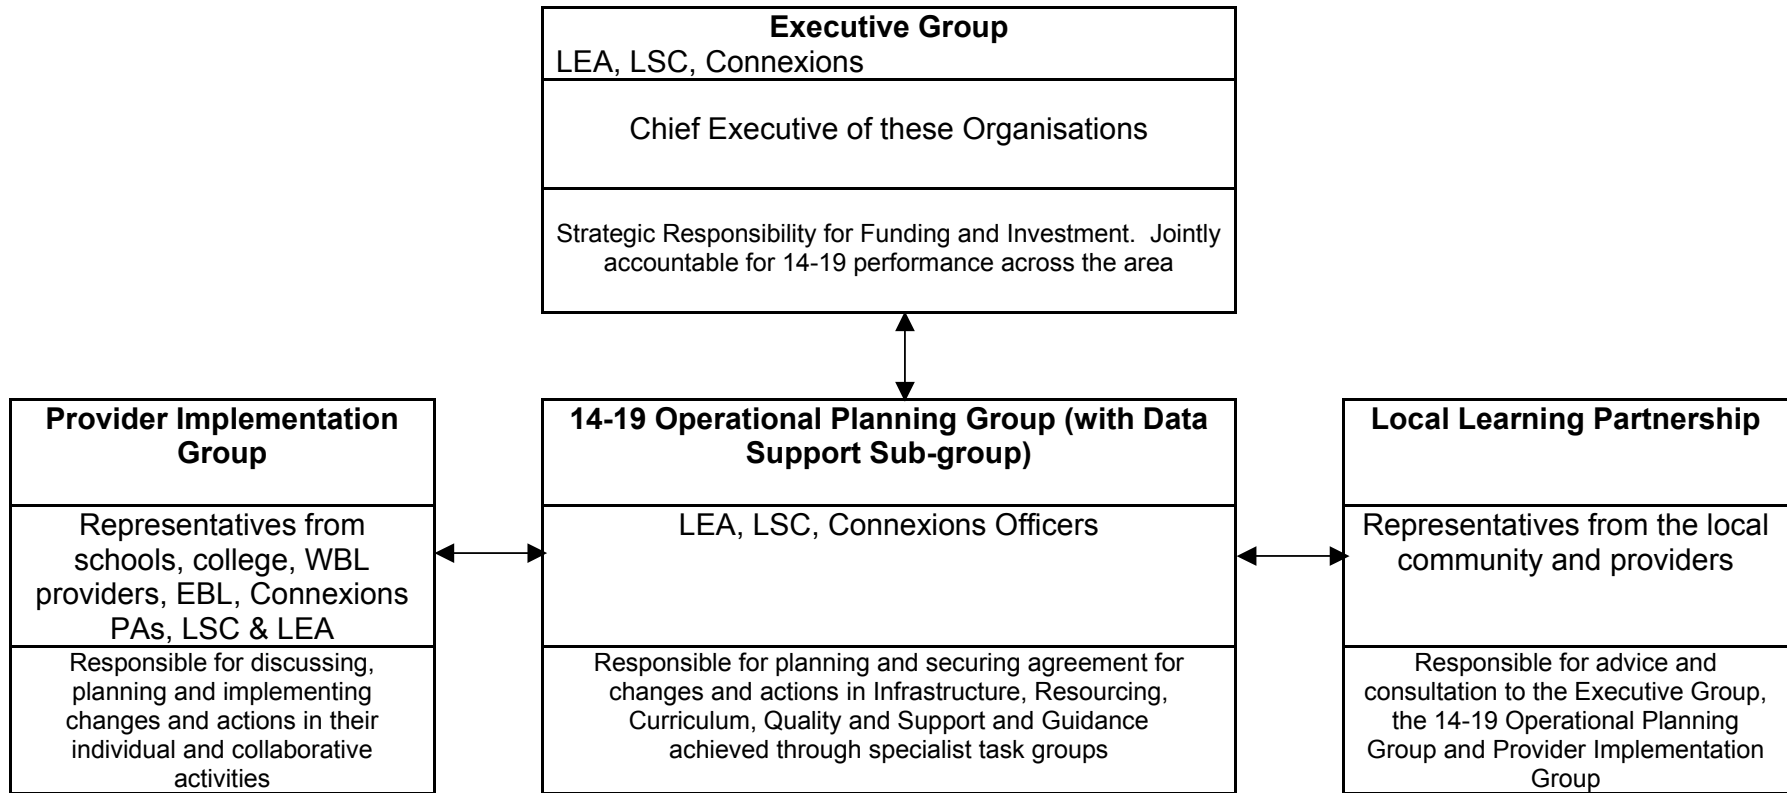 Executive Group
LEA, LSC, Connexions
Chief Executive of these Organisations
Strategic Responsibility for Funding and Investment.  Jointly
accountable for 14-19 performance across the area
Provider Implementation
Group
Representatives from
schools, college, WBL
providers, EBL, Connexions
PAs, LSC & LEA
Responsible for discussing,
planning and implementing
changes and actions in their
individual and collaborative
activities
14-19 Operational Planning Group (with Data
Support Sub-group)
LEA, LSC, Connexions Officers
Responsible for planning and securing agreement for
changes and actions in Infrastructure, Resourcing,
Curriculum, Quality and Support and Guidance
achieved through specialist task groups
Local Learning Partnership
Representatives from the local
community and providers
Responsible for advice and
consultation to the Executive Group,
the 14-19 Operational Planning
Group and Provider Implementation
Group